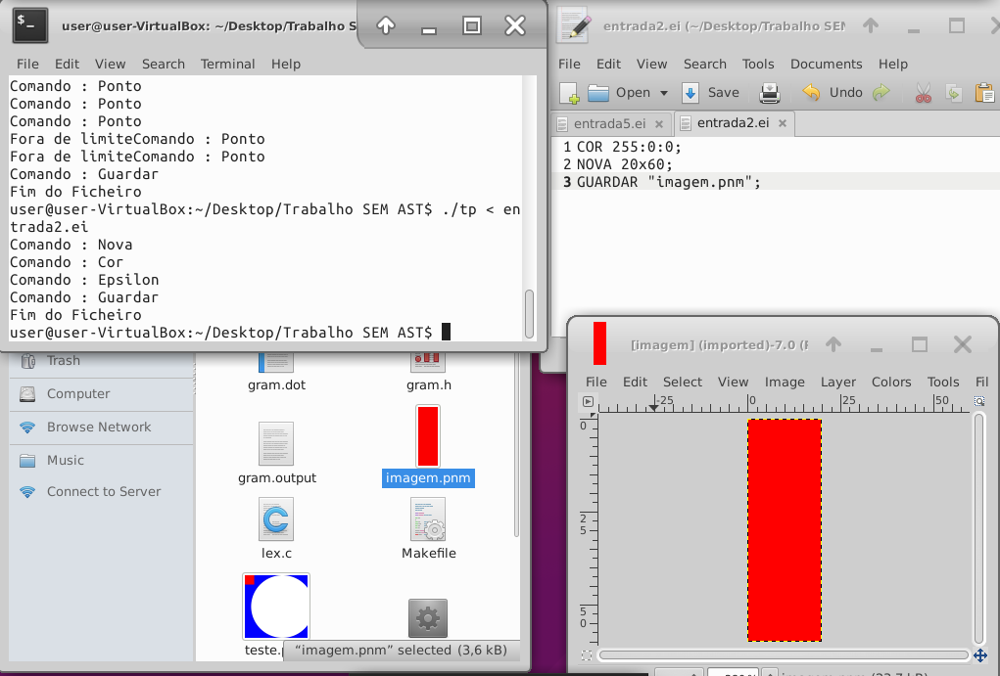 user@user-VirtualBox: ~/Desktop/Trabalho S
File Edit View Search Terminal Help
Comando : Ponto
Comando : Ponto
Comando : Ponto
Fora de limiteComando : Ponto
Fora de limiteComando : Ponto
Comando : Guardar
Fim do Ficheiro
user@user-VirtualBox:~/Desktop/Trabalho SEM AST$ ./tp < en
trada2.ei
Comando : Nova
Comando : Cor
Comando : Epsilon
Comando : Guardar
Fim do Ficheiro
user@user-VirtualBox:~/Desktop/Trabalho SEM AST$
entrada2.ei (~/Desktop/Trabalho SEM
File Edit View Search Tools Documents Help
Open Save Undo
entrada5.ei × entrada2.ei ×
1 COR 255:0:0;
2 NOVA 20x60;
3 GUARDAR "imagem.pnm";
Trash
Computer
Browse Network
Music
Connect to Server
gram.dot
gram.h
gram.output
imagem.pnm
lex.c
Makefile
teste.p
“imagem.pnm” selected (3,6 kB)
[imagem] (imported)-7.0 (
File Edit Select View Image Layer Colors Tools Fil
-25 0 25 50
0
25
50